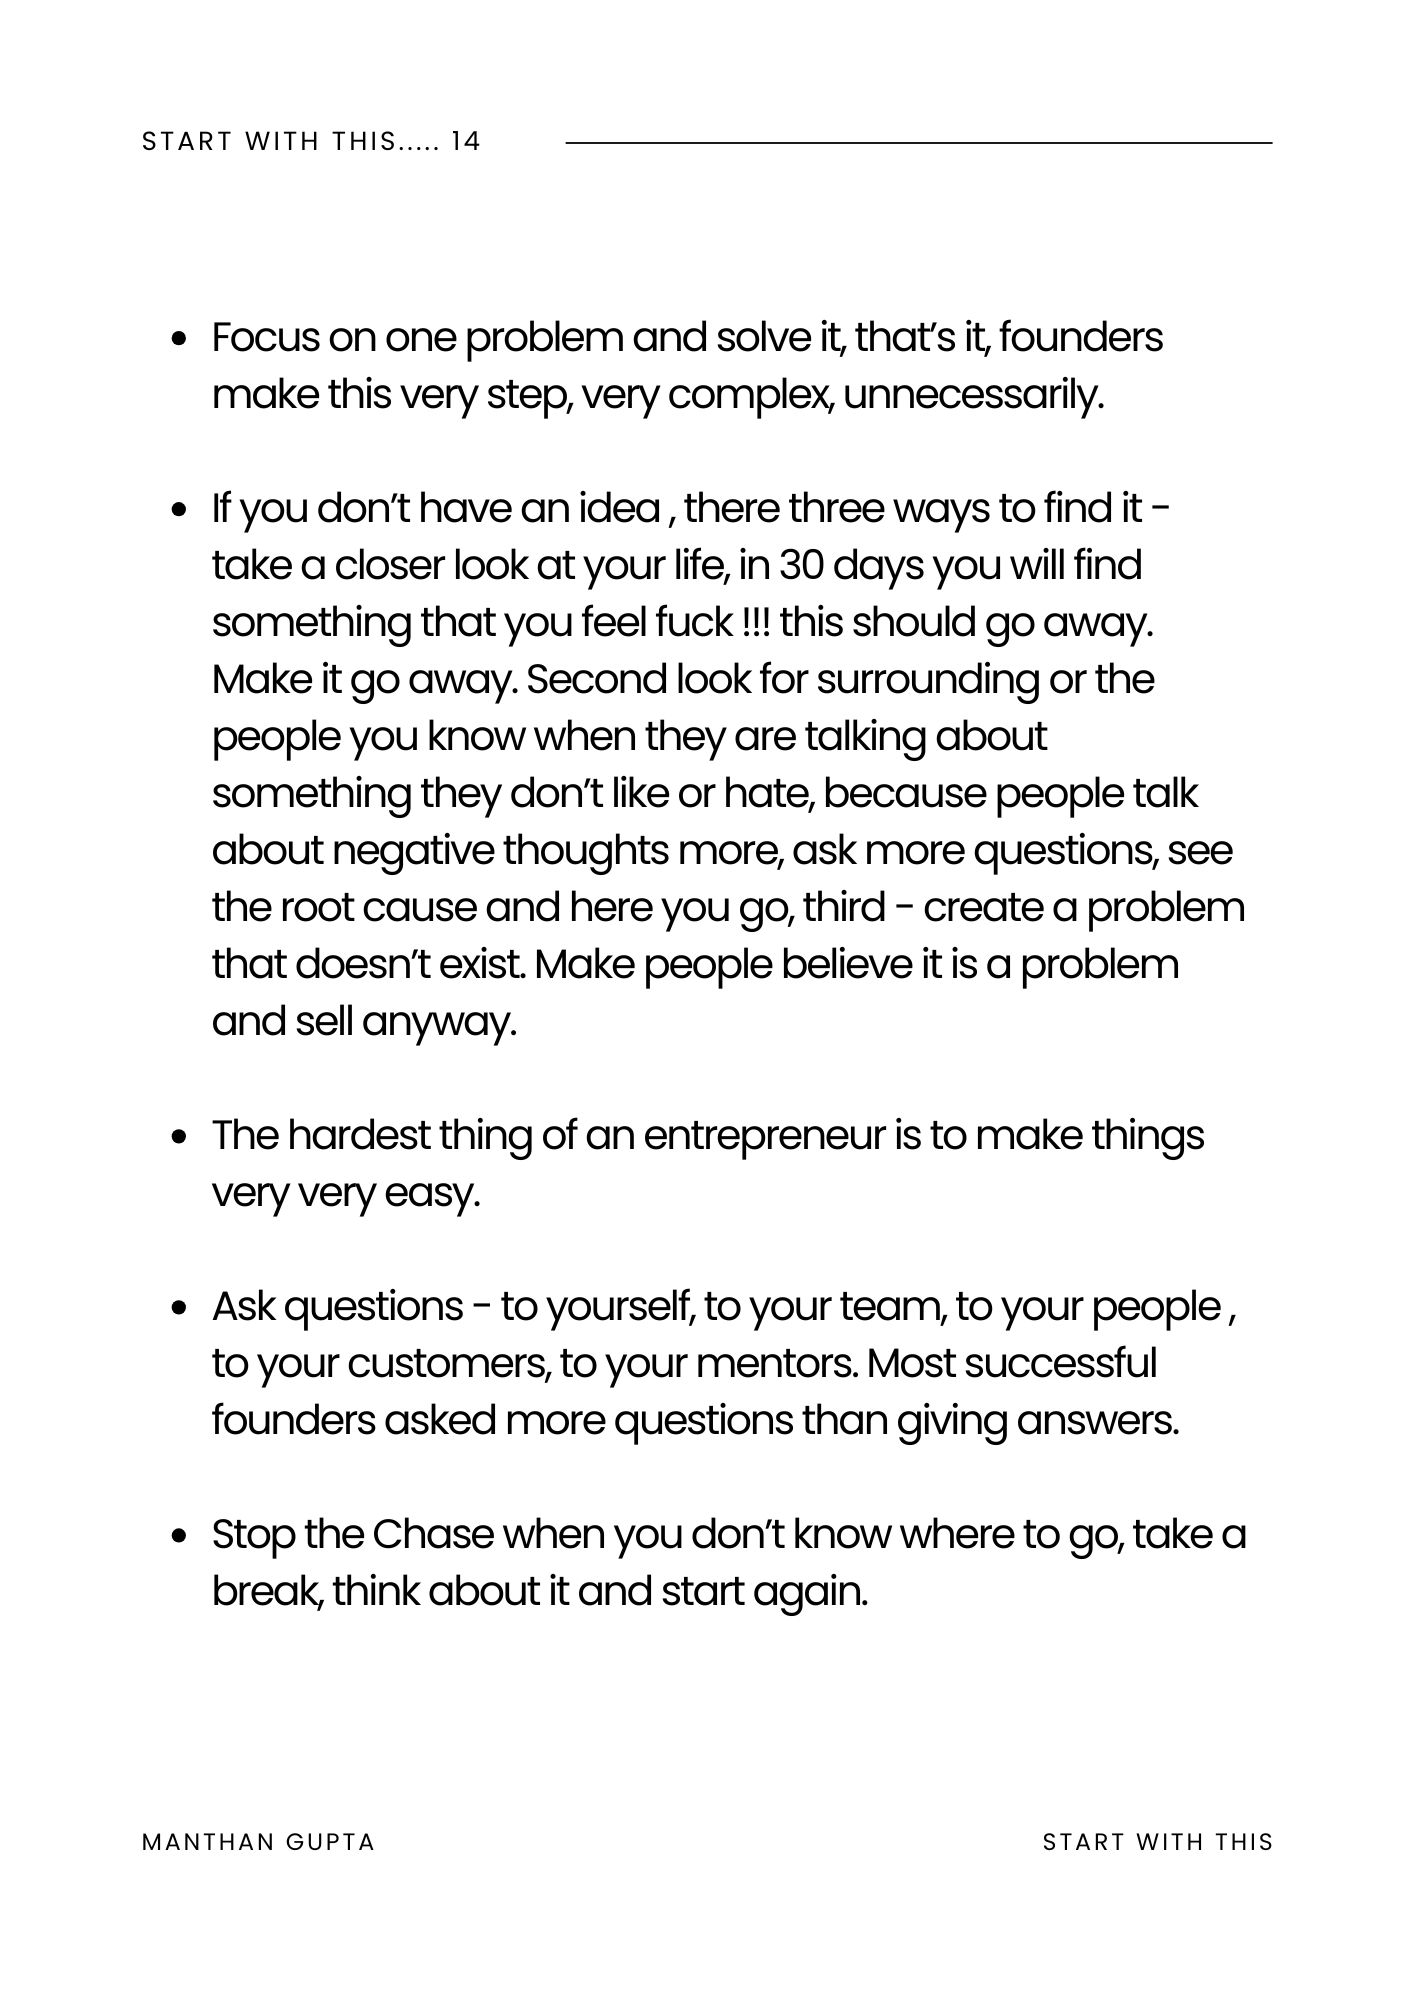 START WITH THIS..... 14
• Focus on one problem and solve it, that’s it, founders
make this very step, very complex, unnecessarily.
• If you don’t have an idea , there three ways to find it -
take a closer look at your life, in 30 days you will find
something that you feel fuck !!! this should go away.
Make it go away. Second look for surrounding or the
people you know when they are talking about
something they don’t like or hate, because people talk
about negative thoughts more, ask more questions, see
the root cause and here you go, third - create a problem
that doesn’t exist. Make people believe it is a problem
and sell anyway.
• The hardest thing of an entrepreneur is to make things
very very easy.
• Ask questions - to yourself, to your team, to your people ,
to your customers, to your mentors. Most successful
founders asked more questions than giving answers.
• Stop the Chase when you don’t know where to go, take a
break, think about it and start again.
MANTHAN GUPTA
START WITH THIS